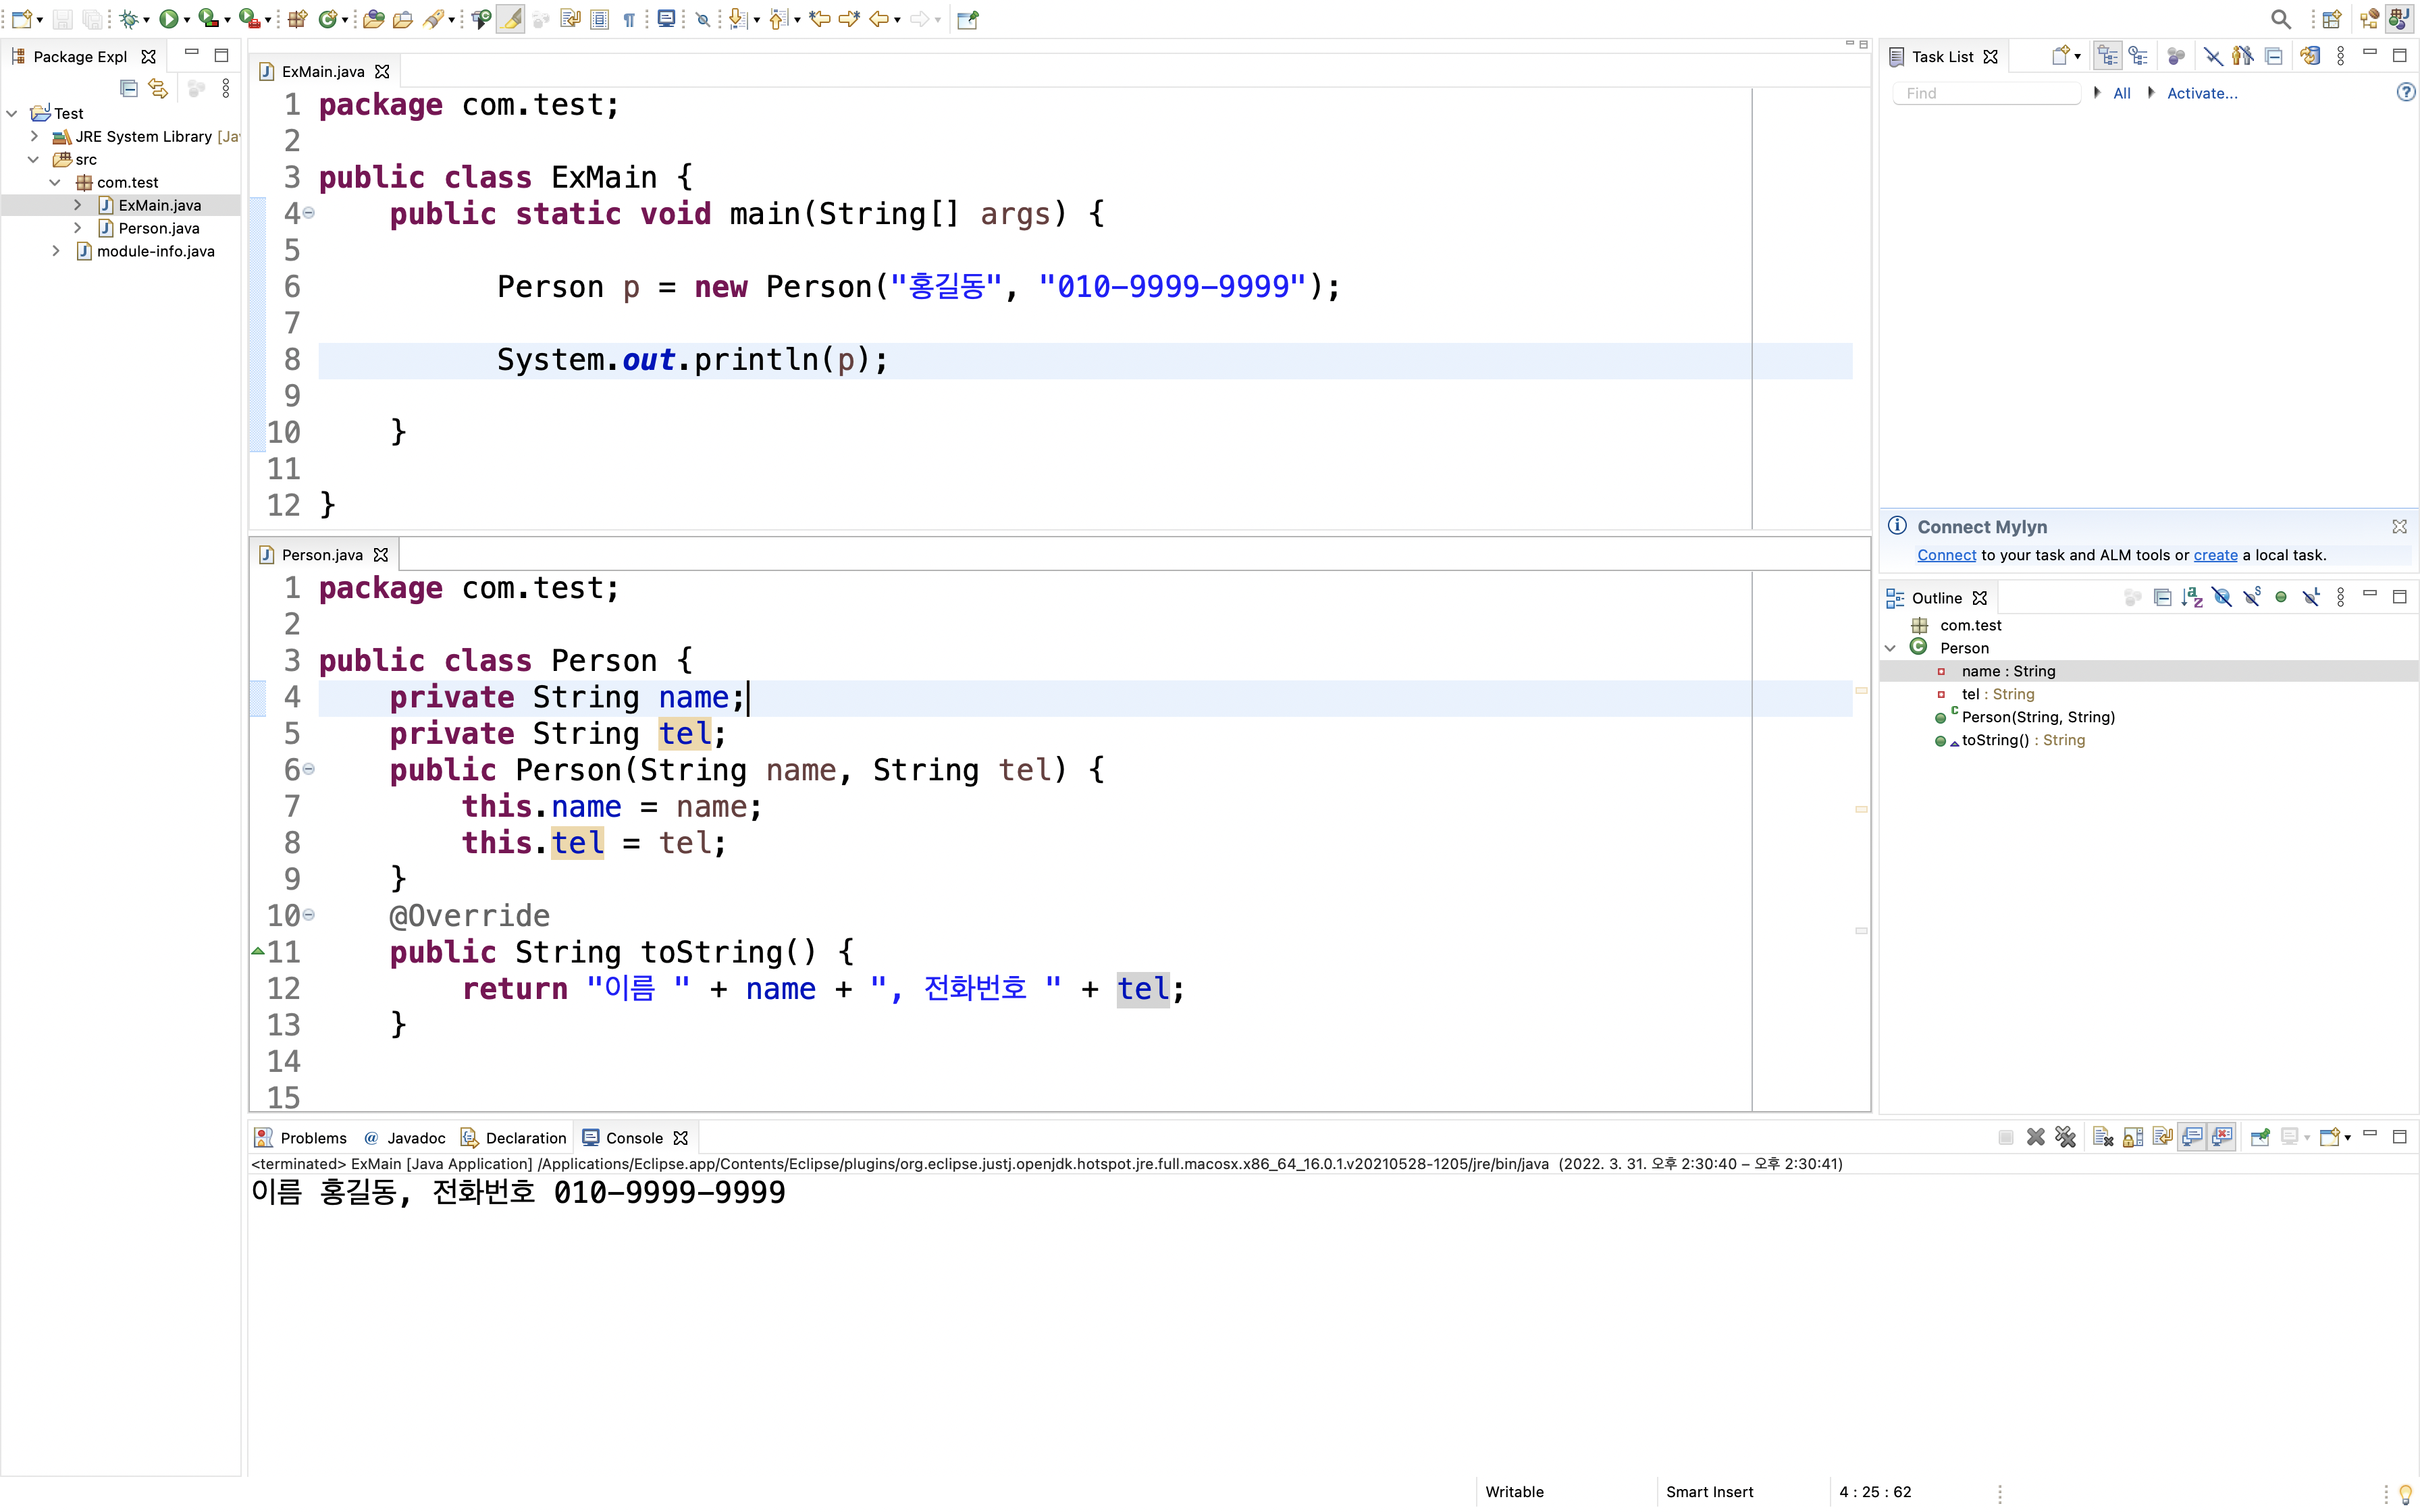 Package Expl
Test
JRE System Library [Ja
src
com.test
ExMain.java
Person.java
module-info.java
ExMain.java
1 package com.test;
2
3 public class ExMain {
4 public static void main(String[] args) {
5
6 Person p = new Person("홍길동", "010-9999-9999");
7
8 System.out.println(p);
9
10 }
11
12 }
Person.java
1 package com.test;
2
3 public class Person {
4 private String name;
5 private String tel;
6 public Person(String name, String tel) {
7 this.name = name;
8 this.tel = tel;
9 }
10 @Override
11 public String toString() {
12 return "이름 " + name + ", 전화번호 " + tel;
13 }
14
15
Task List
Find All Activate...
Connect Mylyn
Connect to your task and ALM tools or create a local task.
Outline
com.test
Person
name : String
tel : String
Person(String, String)
toString() : String
Problems Javadoc Declaration Console
<terminated> ExMain [Java Application] /Applications/Eclipse.app/Contents/Eclipse/plugins/org.eclipse.justj.openjdk.hotspot.jre.full.macosx.x86_64_16.0.1.v20210528-1205/jre/bin/java (2022. 3. 31. 오후 2:30:40 – 오후 2:30:41)
이름 홍길동, 전화번호 010-9999-9999
Writable Smart Insert 4 : 25 : 62